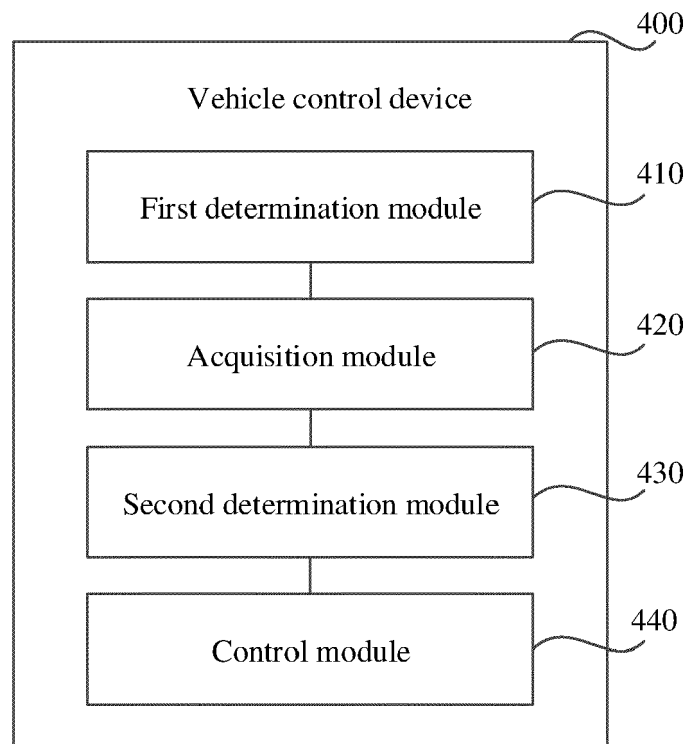 400
Vehicle control device
410
First determination module
420
Acquisition module
430
Second determination module
440
Control module